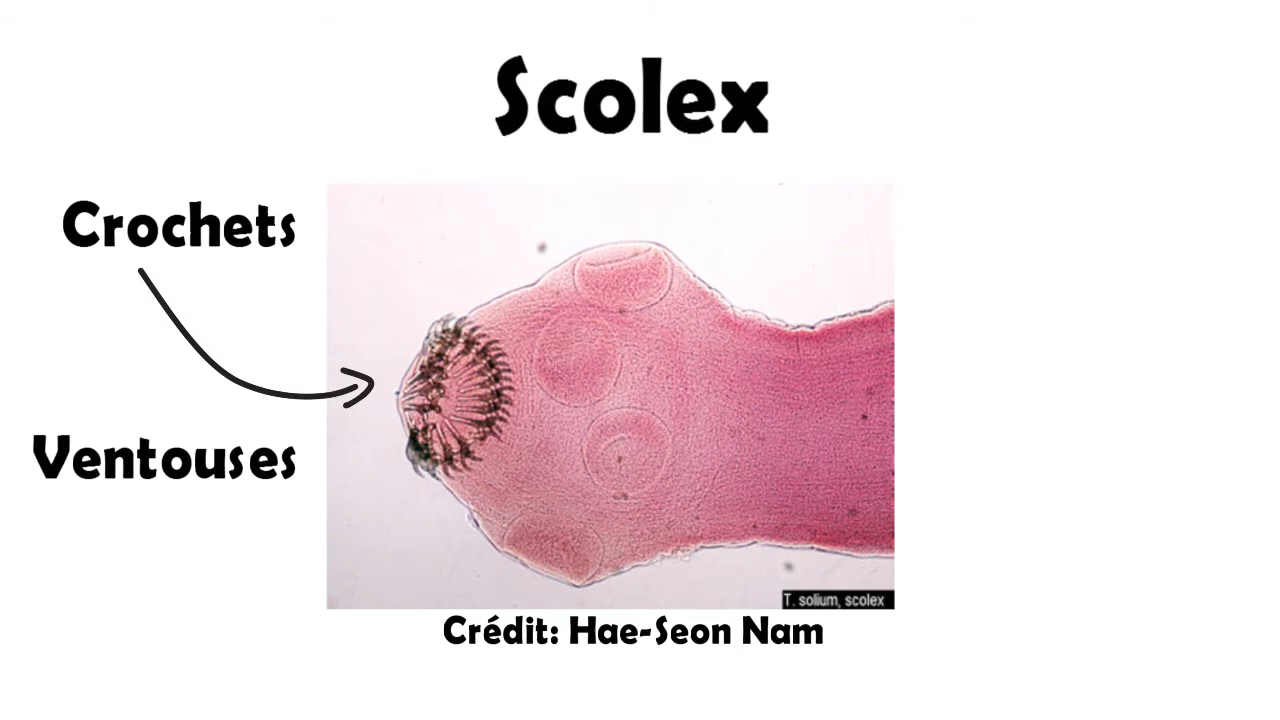 Scolex
Crochets
Ventouses
T. solium, scolex
Crédit: Hae-Seon Nam